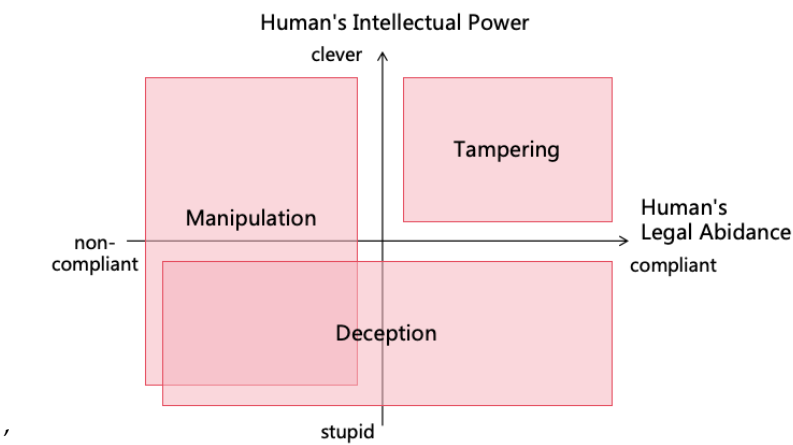 Human's Intellectual Power
clever
Tampering
Manipulation
Human's
Legal Abidance
non-
compliant
compliant
Deception
stupid
,